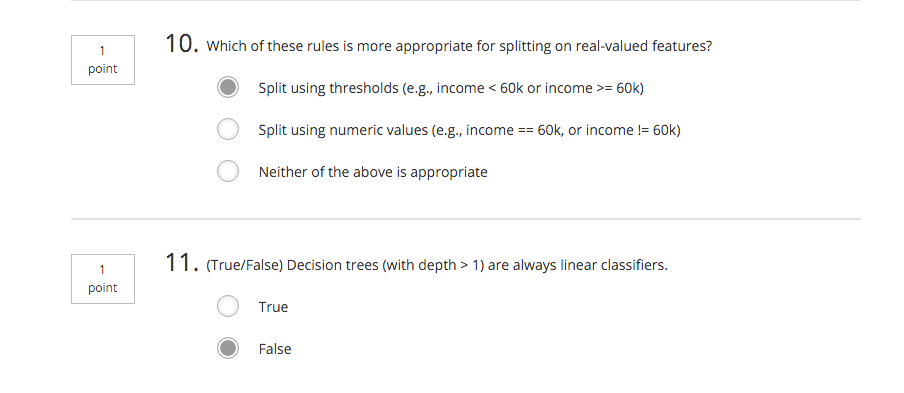 1
point
10. Which of these rules is more appropriate for splitting on real-valued features?
Split using thresholds (e.g., income < 60k or income >= 60k)
Split using numeric values (e.g., income == 60k, or income != 60k)
Neither of the above is appropriate
1
point
11. (True/False) Decision trees (with depth > 1) are always linear classifiers.
True
False